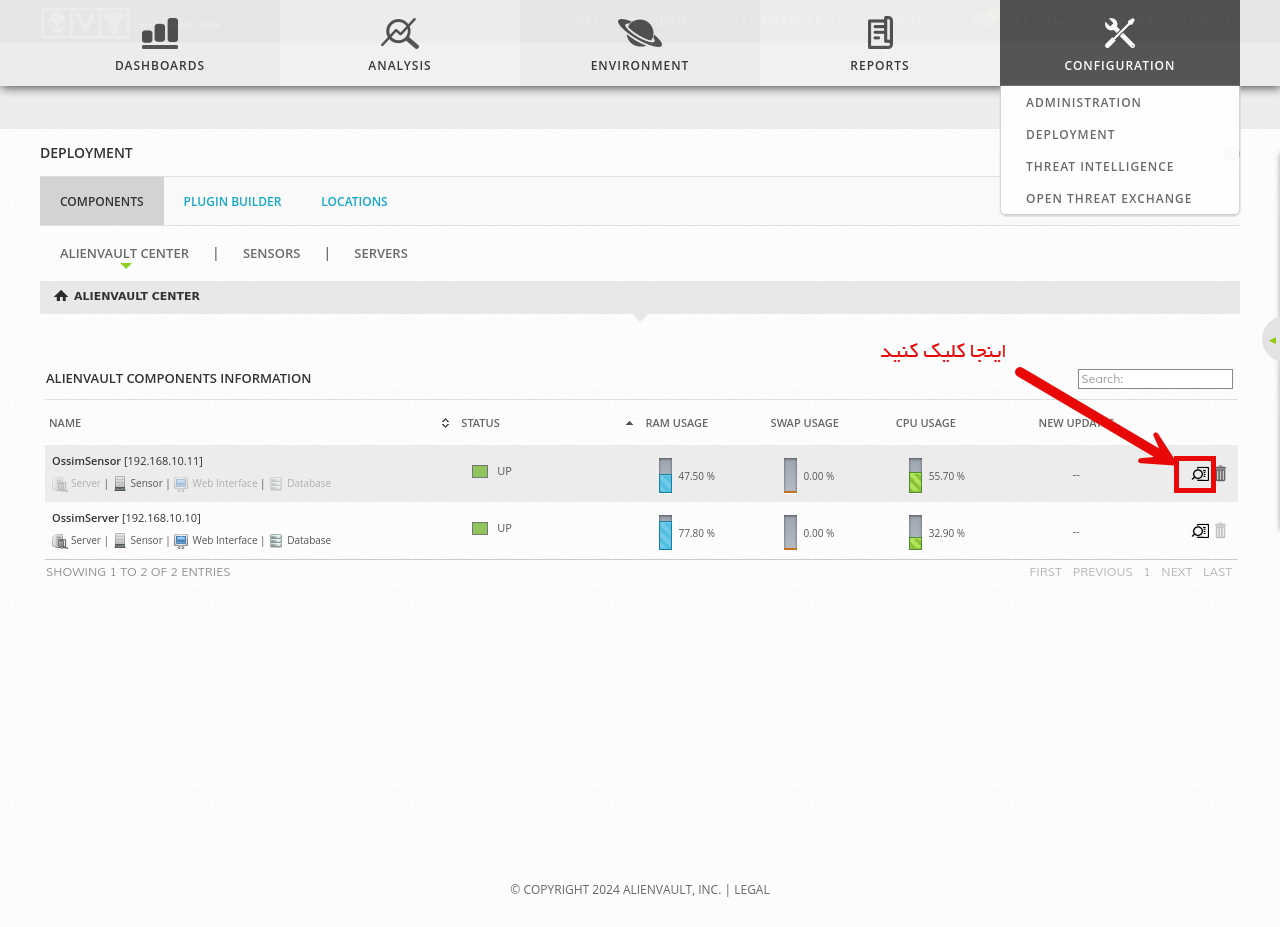 DASHBOARDS
ANALYSIS
ENVIRONMENT
REPORTS
CONFIGURATION
ADMINISTRATION
DEPLOYMENT
THREAT INTELLIGENCE
OPEN THREAT EXCHANGE
DEPLOYMENT
COMPONENTS PLUGIN BUILDER LOCATIONS
ALIENVAULT CENTER | SENSORS | SERVERS
ALIENVAULT CENTER
اینجا کلیک کنید
ALIENVAULT COMPONENTS INFORMATION
Search:
NAME STATUS RAM USAGE SWAP USAGE CPU USAGE NEW UPDATES
OssimSensor [192.168.10.11] UP 47.50 % 0.00 % 55.70 % --
Server | Sensor | Web Interface | Database
OssimServer [192.168.10.10] UP 77.80 % 0.00 % 32.90 % --
Server | Sensor | Web Interface | Database
SHOWING 1 TO 2 OF 2 ENTRIES
FIRST PREVIOUS 1 NEXT LAST
© COPYRIGHT 2024 ALIENVAULT, INC. | LEGAL